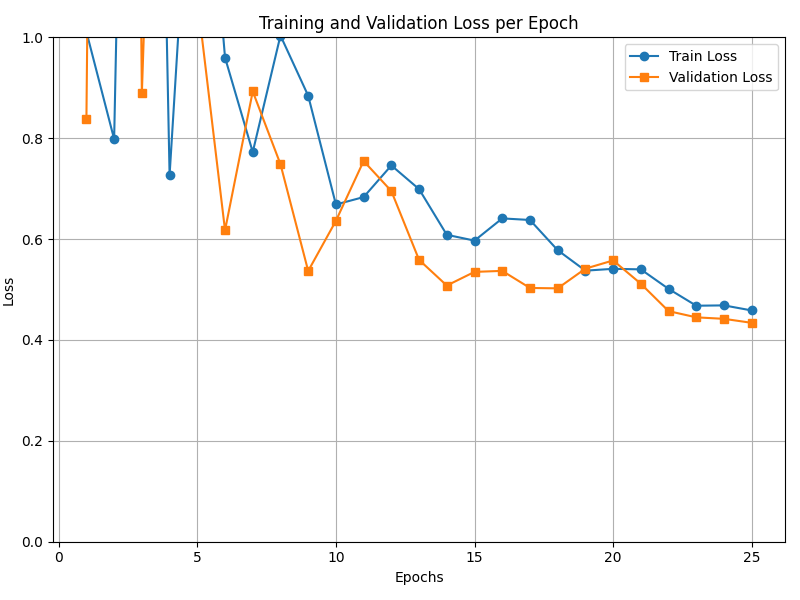 Training and Validation Loss per Epoch
1.0
0.8
0.6
0.4
0.2
0.0
Loss
Train Loss
Validation Loss
0 5 10 15 20 25
Epochs